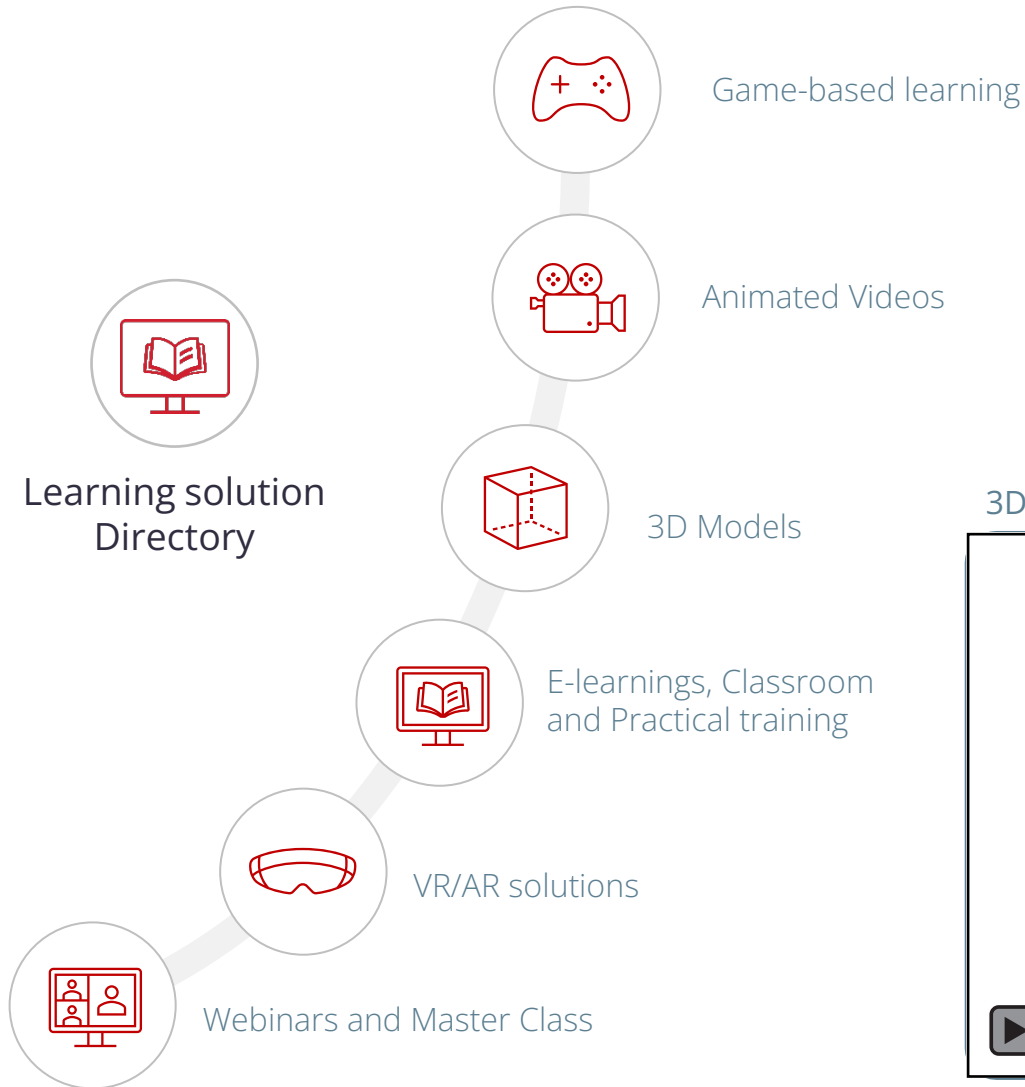 Game-based learning
Animated Videos
Learning solution
Directory
3D Models
3D
E-learnings, Classroom
and Practical training
VR/AR solutions
Webinars and Master Class